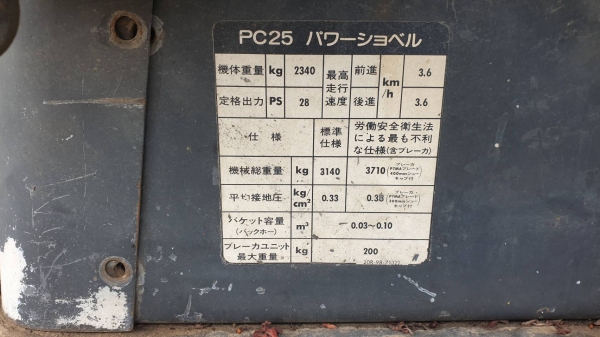 PC25 パワーショベル
機体重量 kg 2340 最高走行速度 前進 km/h 3.6
定格出力 PS 28 後進 3.6
仕様 標準仕様 労働安全衛生法による最も不利な仕様(含ブレーカ)
機械総重量 kg 3140 3710
平均接地圧 kg/cm² 0.33 0.38
バケット容量(バックホー) m³ 0.03~0.10
ブレーカユニット最大重量 kg 200